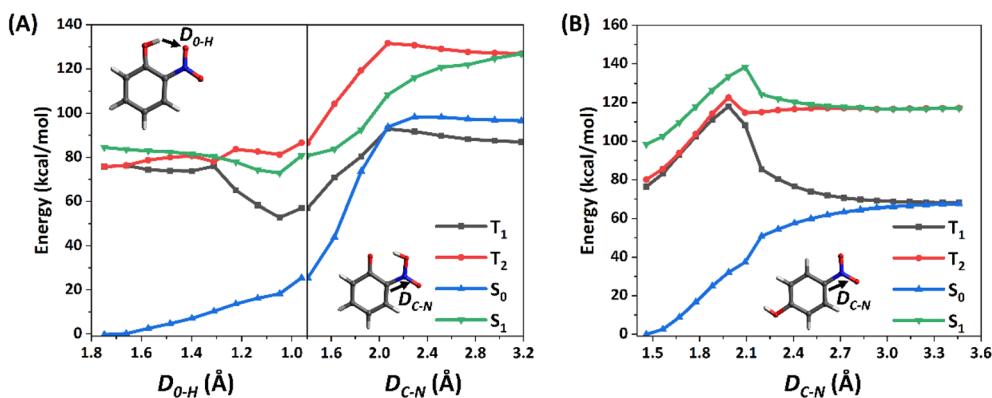 (A)
Energy (kcal/mol)
140
120
100
80
60
40
20
0
D0-H
T1
T2
S0
S1
DC-N
1.8 1.6 1.4 1.2 1.0 1.6 2.0 2.4 2.8 3.2
D0-H (Å) DC-N (Å)
(B)
Energy (kcal/mol)
160
140
120
100
80
60
40
20
0
T1
T2
S0
S1
DC-N
1.5 1.8 2.1 2.4 2.7 3.0 3.3 3.6
DC-N (Å)